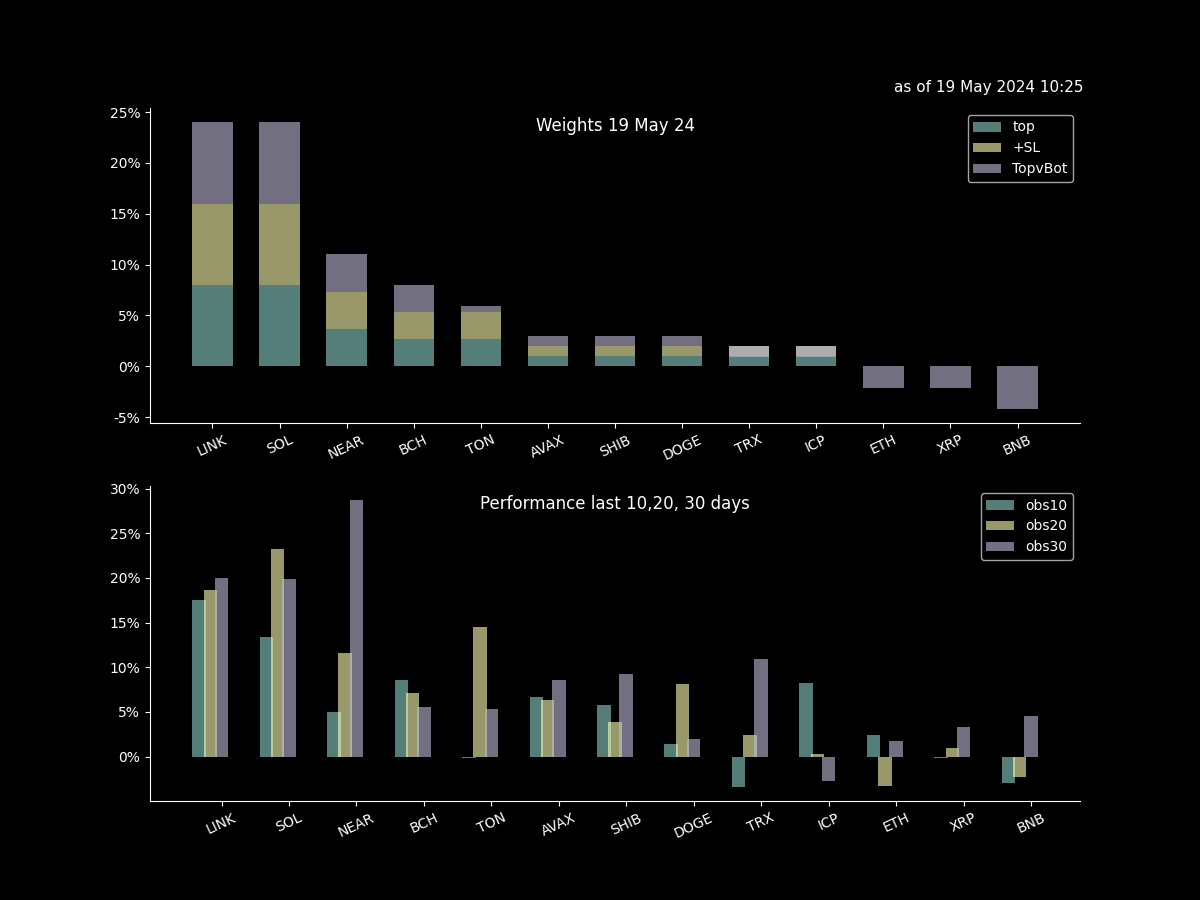 as of 19 May 2024 10:25
Weights 19 May 24
top
+SL
TopvBot
25%
20%
15%
10%
5%
0%
-5%
LINK SOL NEAR BCH TON AVAX SHIB DOGE TRX ICP ETH XRP BNB
Performance last 10,20, 30 days
obs10
obs20
obs30
30%
25%
20%
15%
10%
5%
0%
LINK SOL NEAR BCH TON AVAX SHIB DOGE TRX ICP ETH XRP BNB